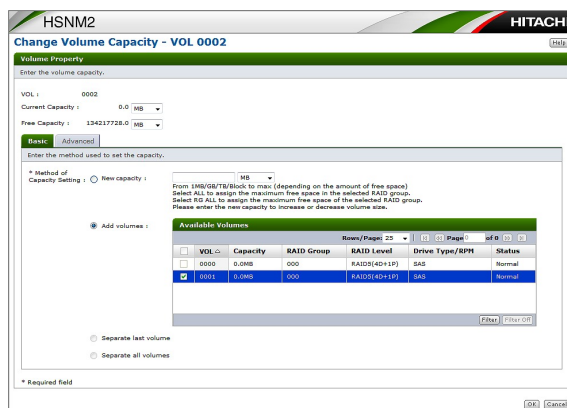 HSNM2
HITACHI
Change Volume Capacity - VOL 0002
Help
Volume Property
Enter the volume capacity.
VOL : 0002
Current Capacity : 0.0 MB
Free Capacity : 134217728.0 MB
Basic Advanced
Enter the method used to set the capacity.
* Method of Capacity Setting : New capacity : MB
From 1MB/GB/TB/Block to max (depending on the amount of free space)
Select ALL to assign the maximum free space in the selected RAID group.
Select RG ALL to assign the maximum free space of the selected RAID group.
Please enter the new capacity to increase or decrease volume size.
Add volumes : Available Volumes
Rows/Page: 25 Page 0 of 0
VOL Capacity RAID Group RAID Level Drive Type/RPM Status
0000 0.0MB 000 RAID5(4D+1P) SAS Normal
0001 0.0MB 000 RAID5(4D+1P) SAS Normal
Filter Filter Off
Separate last volume
Separate all volumes
* Required field
OK Cancel